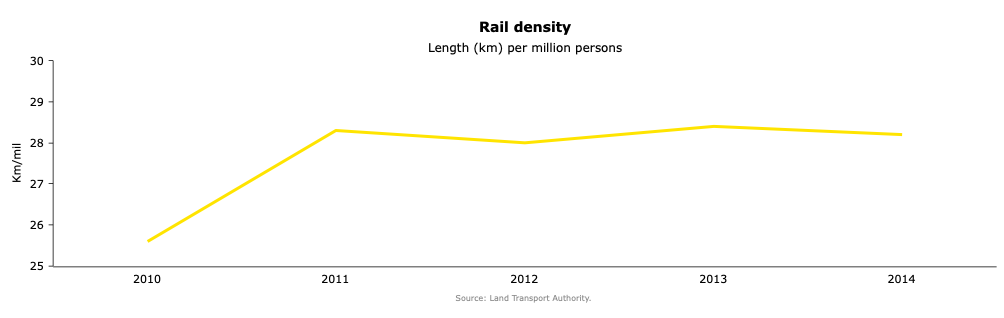 Rail density
Length (km) per million persons
Km/mil
30
29
28
27
26
25
2010 2011 2012 2013 2014
Source: Land Transport Authority.